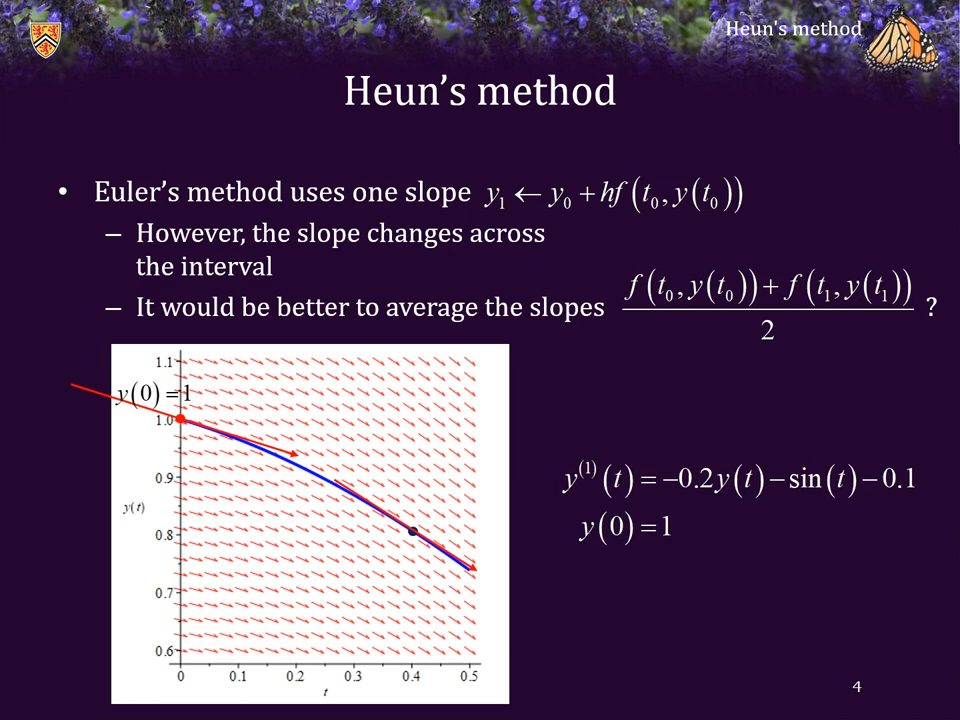 Heun's method
Heun's method
• Euler's method uses one slope y₁ ← y₀ + hf(t₀, y(t₀))
– However, the slope changes across
the interval
– It would be better to average the slopes (f(t₀, y(t₀)) + f(t₁, y(t₁))) / 2 ?
1.1
y(0) = 1
1.0
0.9
y(t)
0.8
0.7
0.6
0 0.1 0.2 0.3 0.4 0.5
t
y⁽¹⁾(t) = −0.2y(t) − sin(t) − 0.1
y(0) = 1
4